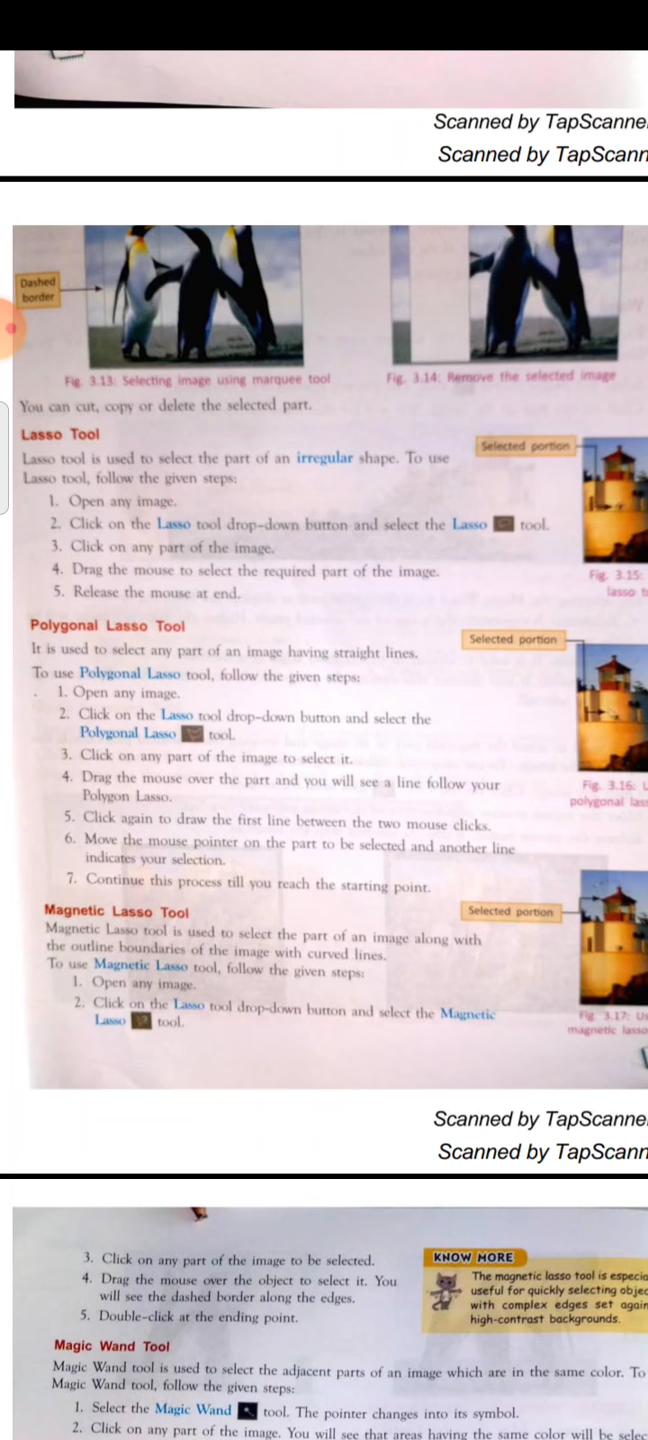 Scanned by TapScanne
Scanned by TapScann
Dashed
border
Fig. 3.13: Selecting image using marquee tool
Fig. 3.14: Remove the selected image
You can cut, copy or delete the selected part.
Lasso Tool
Lasso tool is used to select the part of an irregular shape. To use
Lasso tool, follow the given steps:
Selected portion
1. Open any image.
2. Click on the Lasso tool drop-down button and select the Lasso tool.
3. Click on any part of the image.
4. Drag the mouse to select the required part of the image.
5. Release the mouse at end.
Fig. 3.15:
lasso t
Polygonal Lasso Tool
It is used to select any part of an image having straight lines.
Selected portion
To use Polygonal Lasso tool, follow the given steps:
1. Open any image.
2. Click on the Lasso tool drop-down button and select the
Polygonal Lasso tool.
3. Click on any part of the image to select it.
4. Drag the mouse over the part and you will see a line follow your
Polygon Lasso.
5. Click again to draw the first line between the two mouse clicks.
6. Move the mouse pointer on the part to be selected and another line
indicates your selection.
7. Continue this process till you reach the starting point.
Fig. 3.16: U
polygonal lass
Magnetic Lasso Tool
Magnetic Lasso tool is used to select the part of an image along with
the outline boundaries of the image with curved lines.
Selected portion
To use Magnetic Lasso tool, follow the given steps:
1. Open any image.
2. Click on the Lasso tool drop-down button and select the Magnetic
Lasso tool.
Fig. 3.17: Us
magnetic lasso
Scanned by TapScanne
Scanned by TapScann
3. Click on any part of the image to be selected.
4. Drag the mouse over the object to select it. You
will see the dashed border along the edges.
5. Double-click at the ending point.
KNOW MORE
The magnetic lasso tool is especia
useful for quickly selecting objec
with complex edges set again
high-contrast backgrounds.
Magic Wand Tool
Magic Wand tool is used to select the adjacent parts of an image which are in the same color. To
Magic Wand tool, follow the given steps:
1. Select the Magic Wand tool. The pointer changes into its symbol.
2. Click on any part of the image. You will see that areas having the same color will be selec